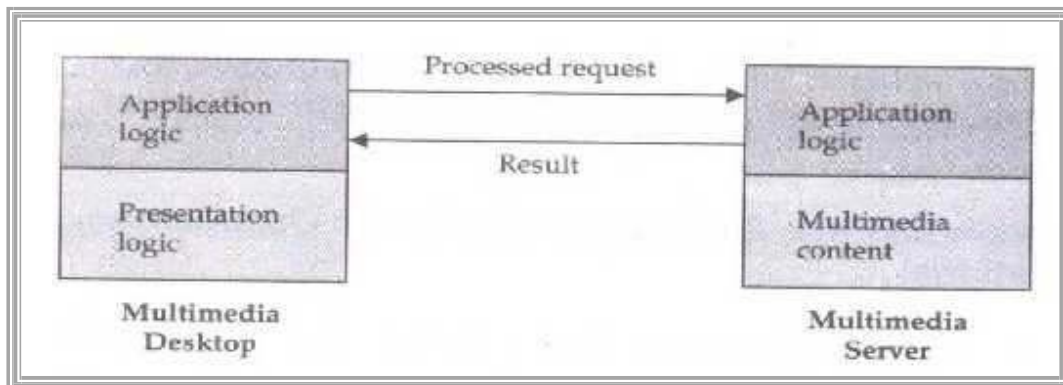 Processed request
Application
logic
Application
logic
Result
Presentation
logic
Multimedia
content
Multimedia
Desktop
Multimedia
Server